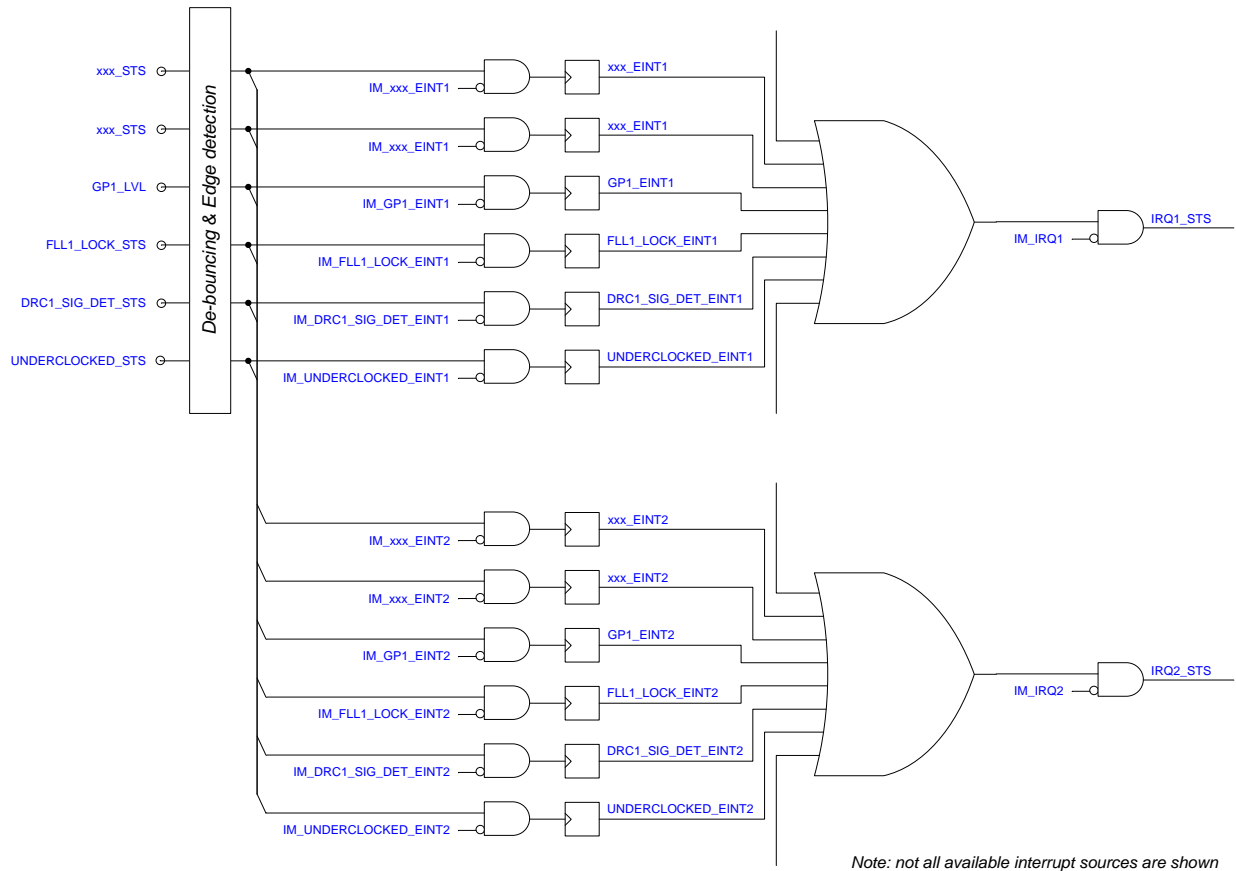 xxx_STS
xxx_STS
GP1_LVL
FLL1_LOCK_STS
DRC1_SIG_DET_STS
UNDERCLOCKED_STS
De-bouncing & Edge detection
IM_xxx_EINT1
xxx_EINT1
IM_xxx_EINT1
xxx_EINT1
IM_GP1_EINT1
GP1_EINT1
IM_FLL1_LOCK_EINT1
FLL1_LOCK_EINT1
IM_DRC1_SIG_DET_EINT1
DRC1_SIG_DET_EINT1
IM_UNDERCLOCKED_EINT1
UNDERCLOCKED_EINT1
IM_IRQ1
IRQ1_STS
IM_xxx_EINT2
xxx_EINT2
IM_xxx_EINT2
xxx_EINT2
IM_GP1_EINT2
GP1_EINT2
IM_FLL1_LOCK_EINT2
FLL1_LOCK_EINT2
IM_DRC1_SIG_DET_EINT2
DRC1_SIG_DET_EINT2
IM_UNDERCLOCKED_EINT2
UNDERCLOCKED_EINT2
IM_IRQ2
IRQ2_STS
Note: not all available interrupt sources are shown